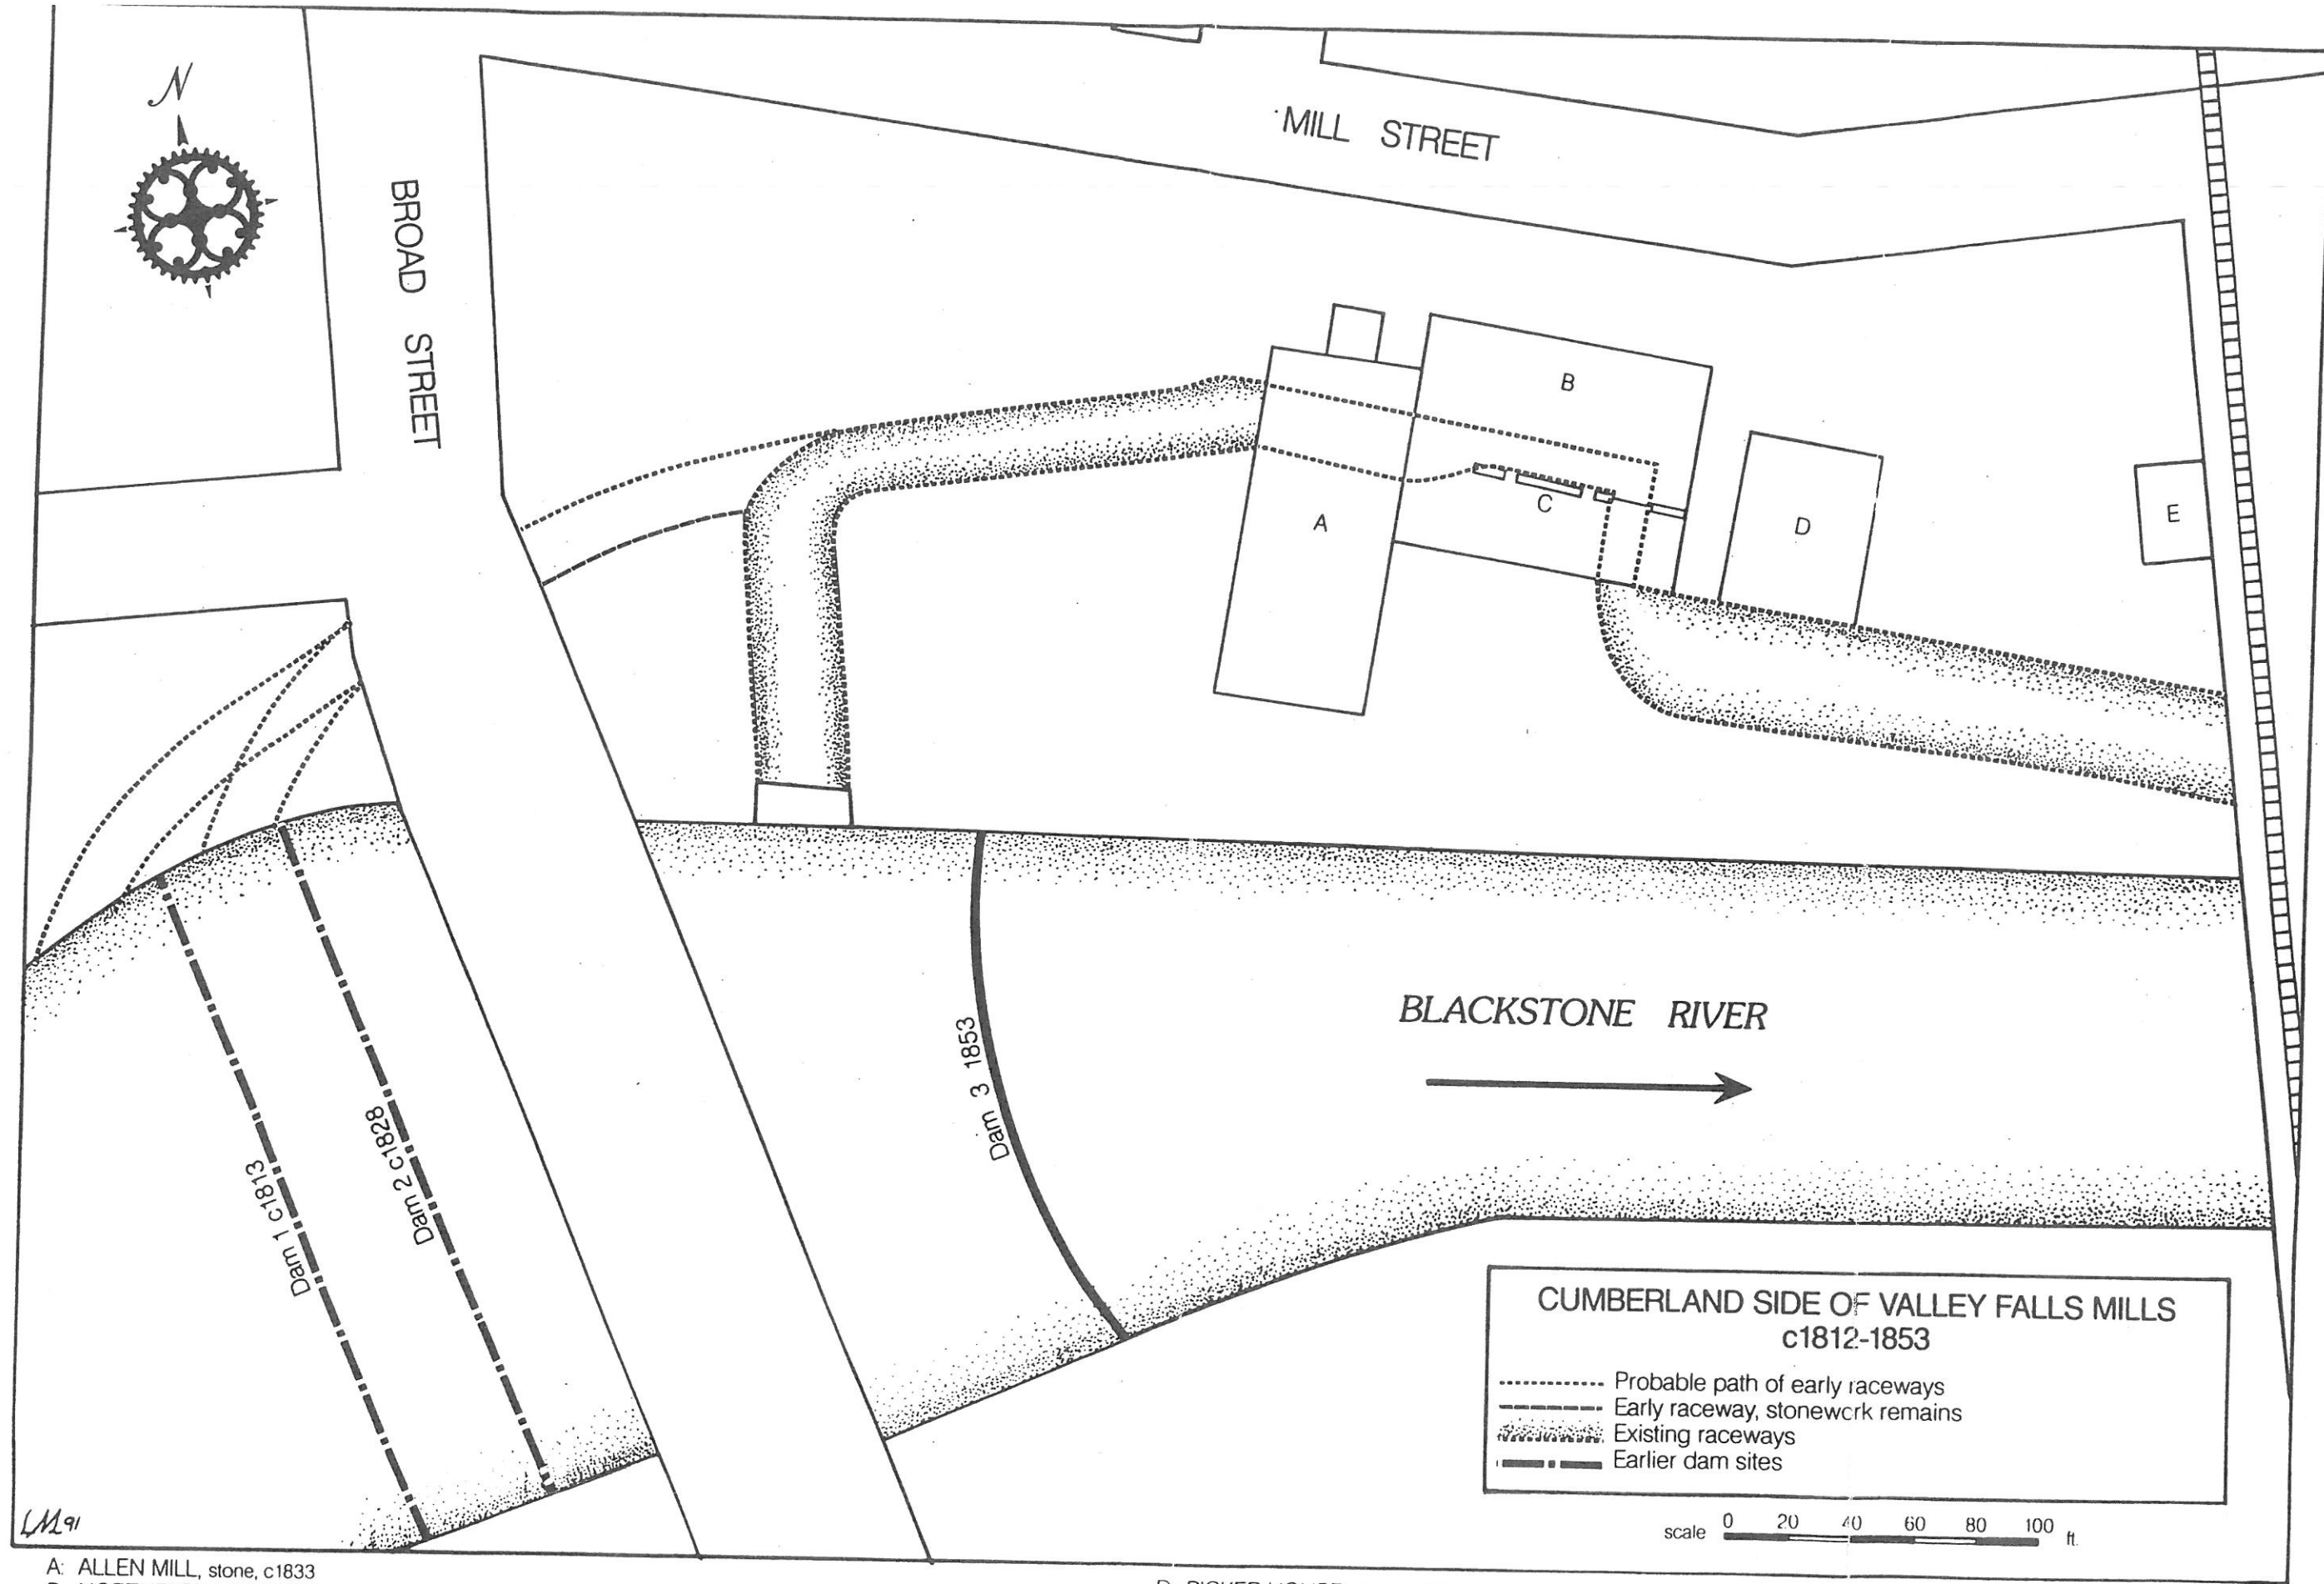 N
BROAD STREET
MILL STREET
A
B
C
D
E
BLACKSTONE RIVER
Dam 1 c1813
Dam 2 c1828
Dam 3 1853
CUMBERLAND SIDE OF VALLEY FALLS MILLS
c1812-1853
Probable path of early raceways
Early raceway, stonework remains
Existing raceways
Earlier dam sites
scale 0 20 40 60 80 100 ft.
LM 91
A: ALLEN MILL, stone, c1833